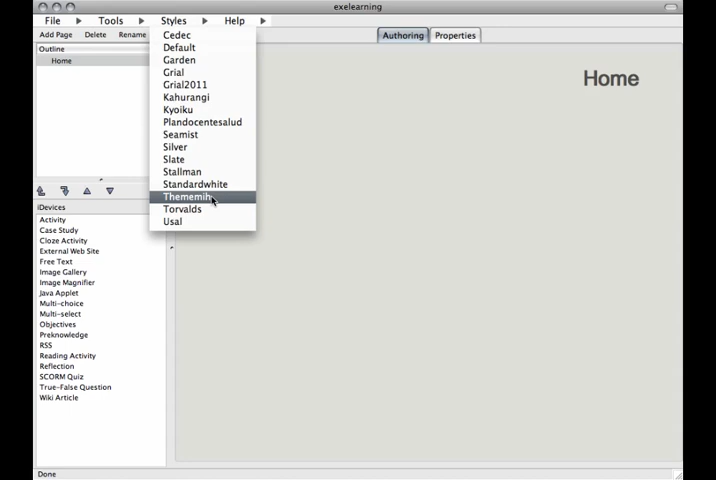 exelearning
File Tools Styles Help
Add Page Delete Rename
Authoring Properties
Outline
Home
Cedec
Default
Garden
Grial
Grial2011
Kahurangi
Kyoiku
Plandocentesalud
Seamist
Silver
Slate
Stallman
Standardwhite
Thememih
Torvalds
Usal
Home
iDevices
Activity
Case Study
Cloze Activity
External Web Site
Free Text
Image Gallery
Image Magnifier
Java Applet
Multi-choice
Multi-select
Objectives
Preknowledge
RSS
Reading Activity
Reflection
SCORM Quiz
True-False Question
Wiki Article
Done